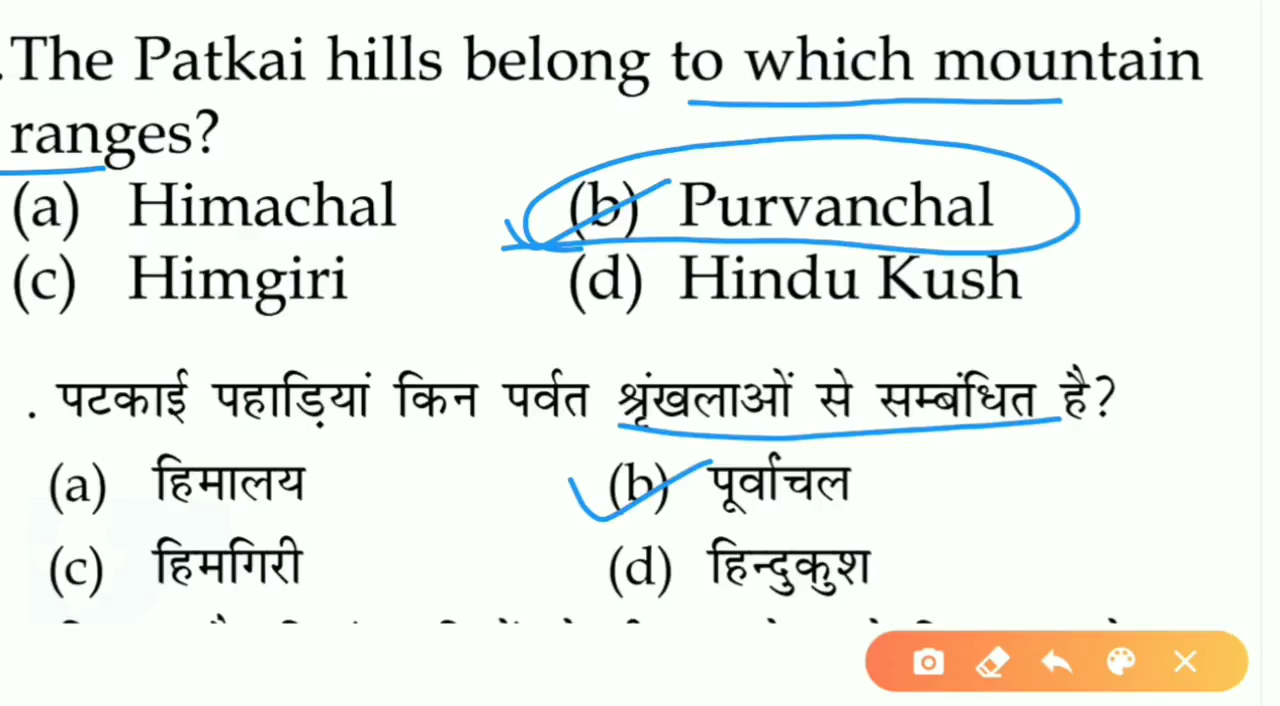 .The Patkai hills belong to which mountain
ranges?
(a) Himachal (b) Purvanchal
(c) Himgiri (d) Hindu Kush
. पटकाई पहाड़ियां किन पर्वत श्रृंखलाओं से सम्बंधित है?
(a) हिमालय (b) पूर्वाचल
(c) हिमगिरी (d) हिन्दुकुश